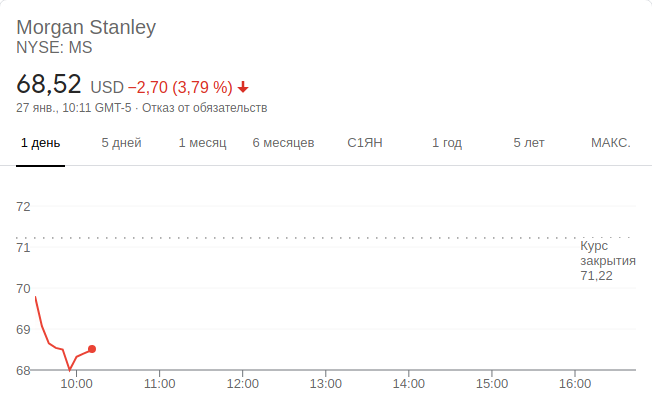 Morgan Stanley
NYSE: MS
68,52 USD −2,70 (3,79 %)
27 янв., 10:11 GMT-5 · Отказ от обязательств
1 день 5 дней 1 месяц 6 месяцев С1ЯН 1 год 5 лет МАКС.
72
71
Курс
закрытия
71,22
70
69
68
10:00 11:00 12:00 13:00 14:00 15:00 16:00